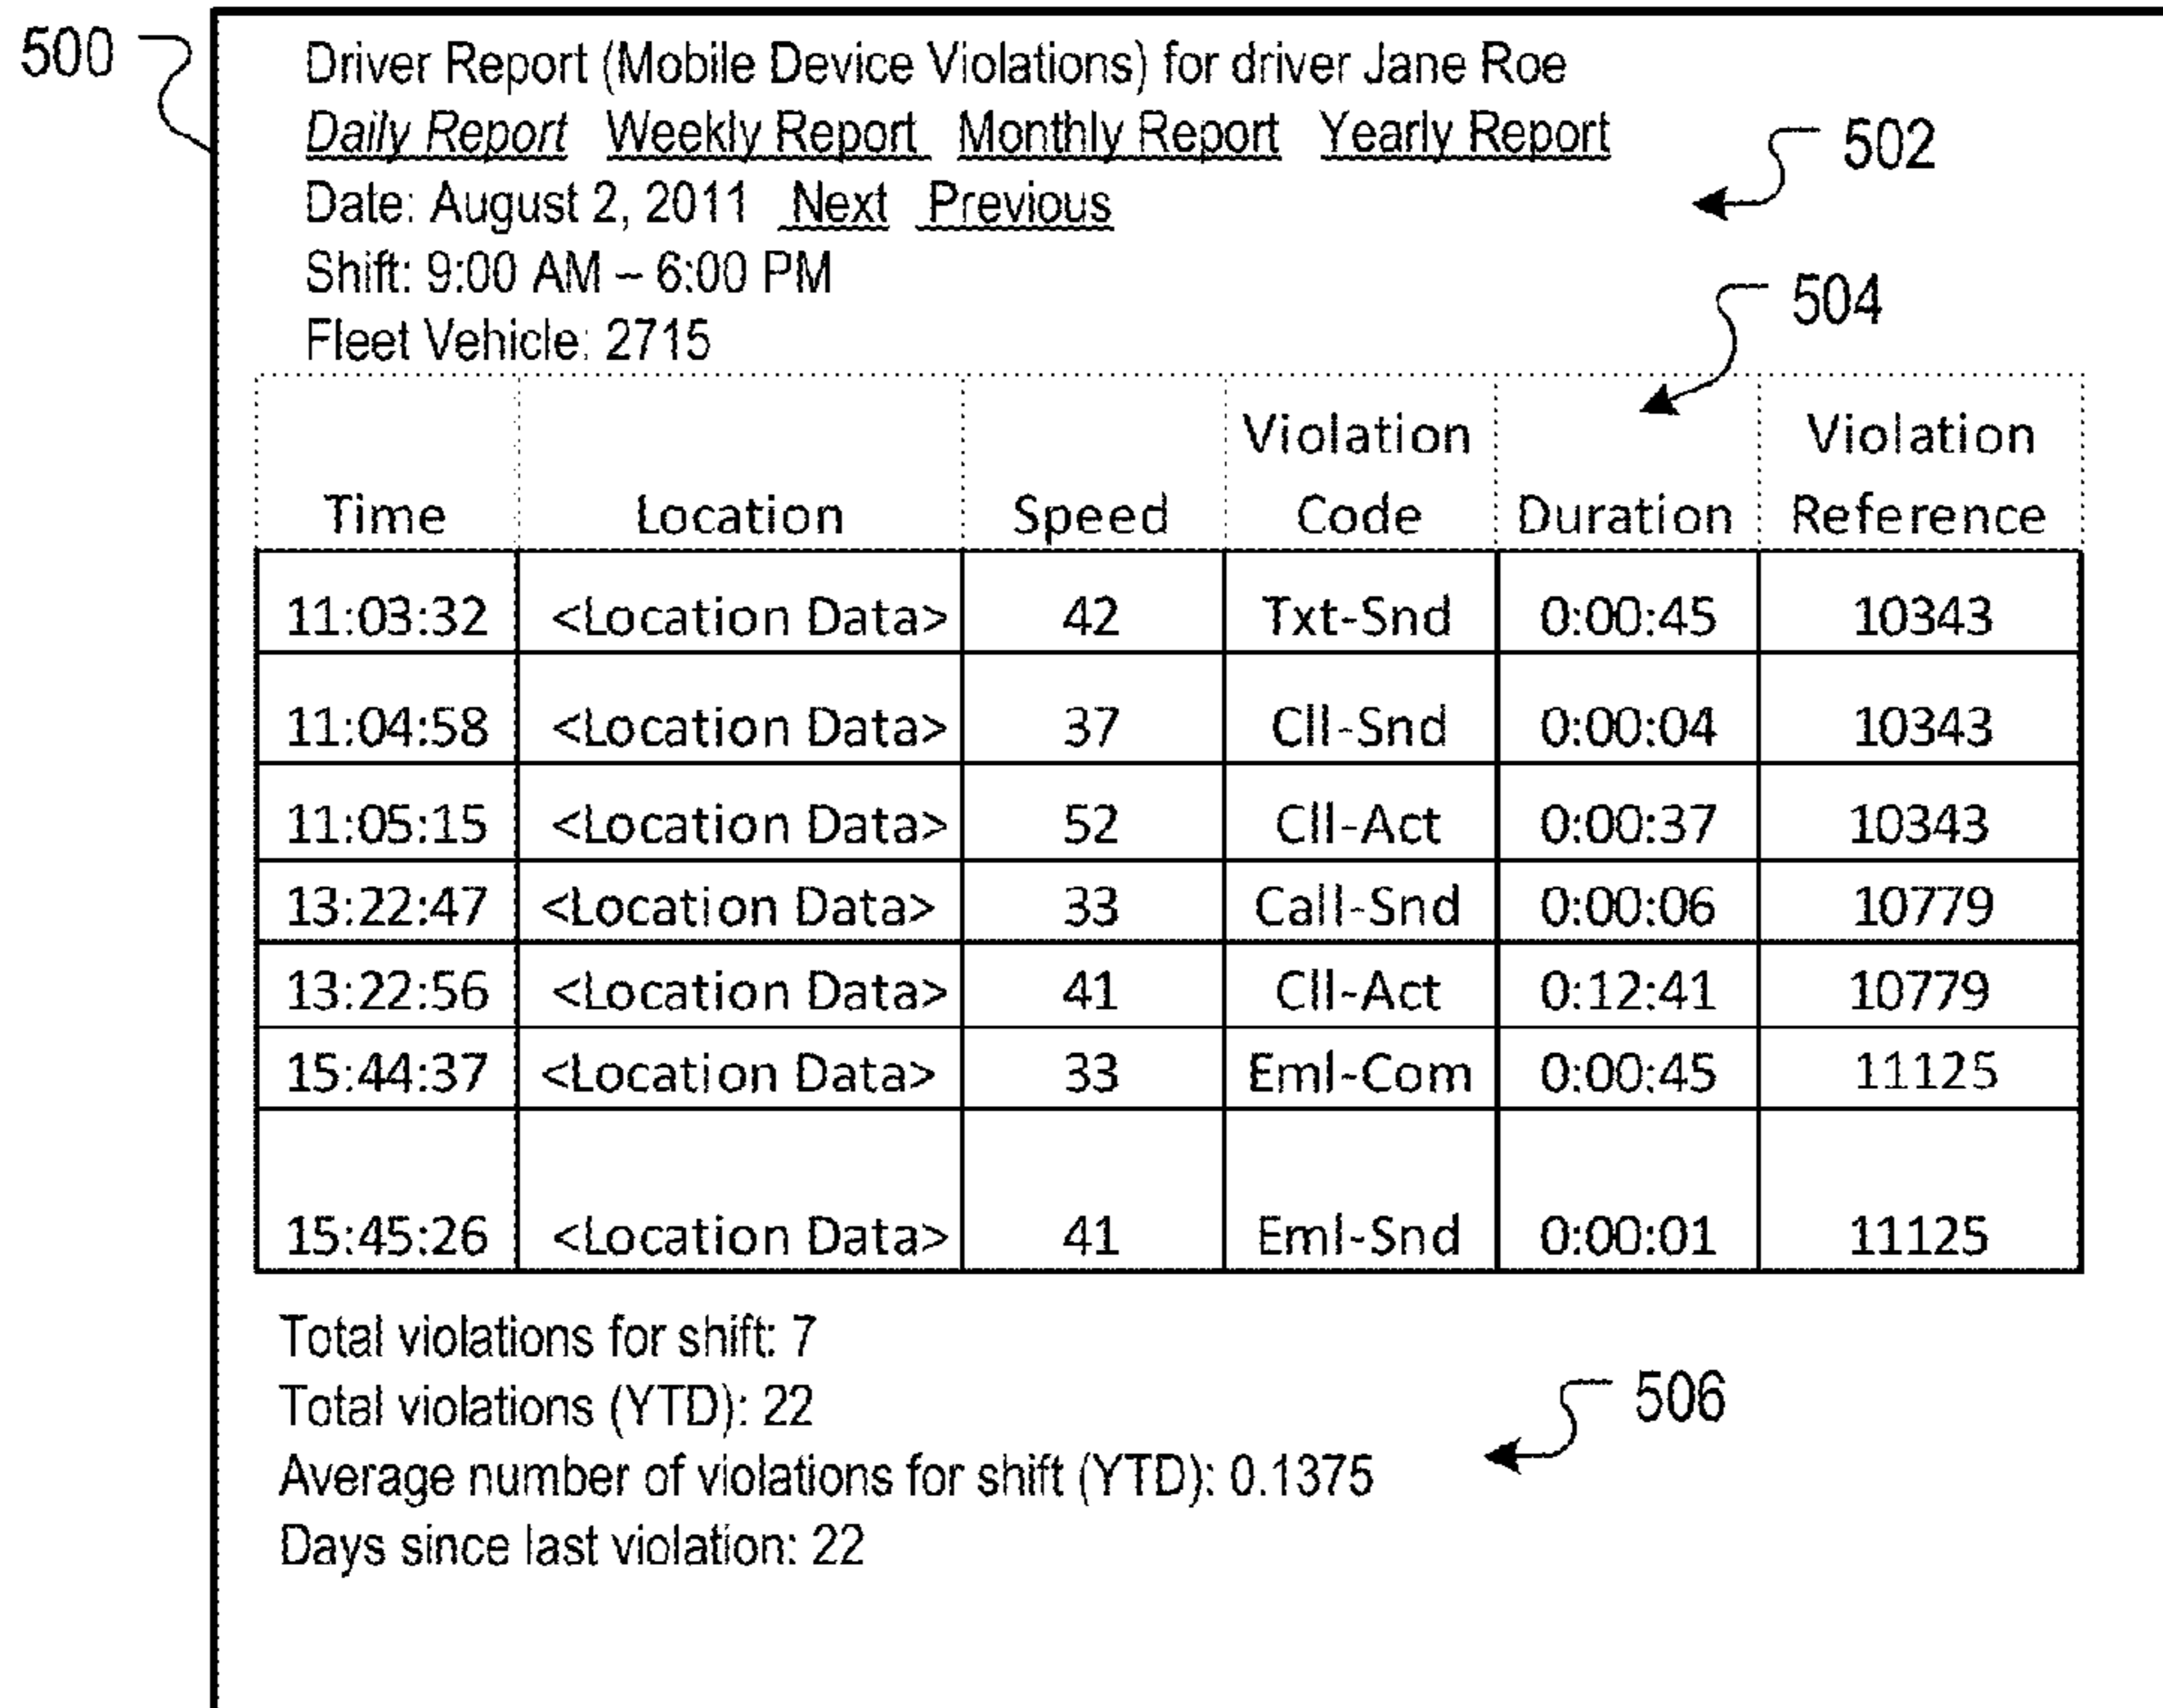 500
Driver Report (Mobile Device Violations) for driver Jane Roe
Daily Report Weekly Report Monthly Report Yearly Report
502
Date: August 2, 2011 Next Previous
Shift: 9:00 AM – 6:00 PM
504
Fleet Vehicle: 2715
Time Location Speed Violation Code Duration Violation Reference
11:03:32 <Location Data> 42 Txt-Snd 0:00:45 10343
11:04:58 <Location Data> 37 Cll-Snd 0:00:04 10343
11:05:15 <Location Data> 52 Cll-Act 0:00:37 10343
13:22:47 <Location Data> 33 Call-Snd 0:00:06 10779
13:22:56 <Location Data> 41 Cll-Act 0:12:41 10779
15:44:37 <Location Data> 33 Eml-Com 0:00:45 11125
15:45:26 <Location Data> 41 Eml-Snd 0:00:01 11125
Total violations for shift: 7
Total violations (YTD): 22
506
Average number of violations for shift (YTD): 0.1375
Days since last violation: 22